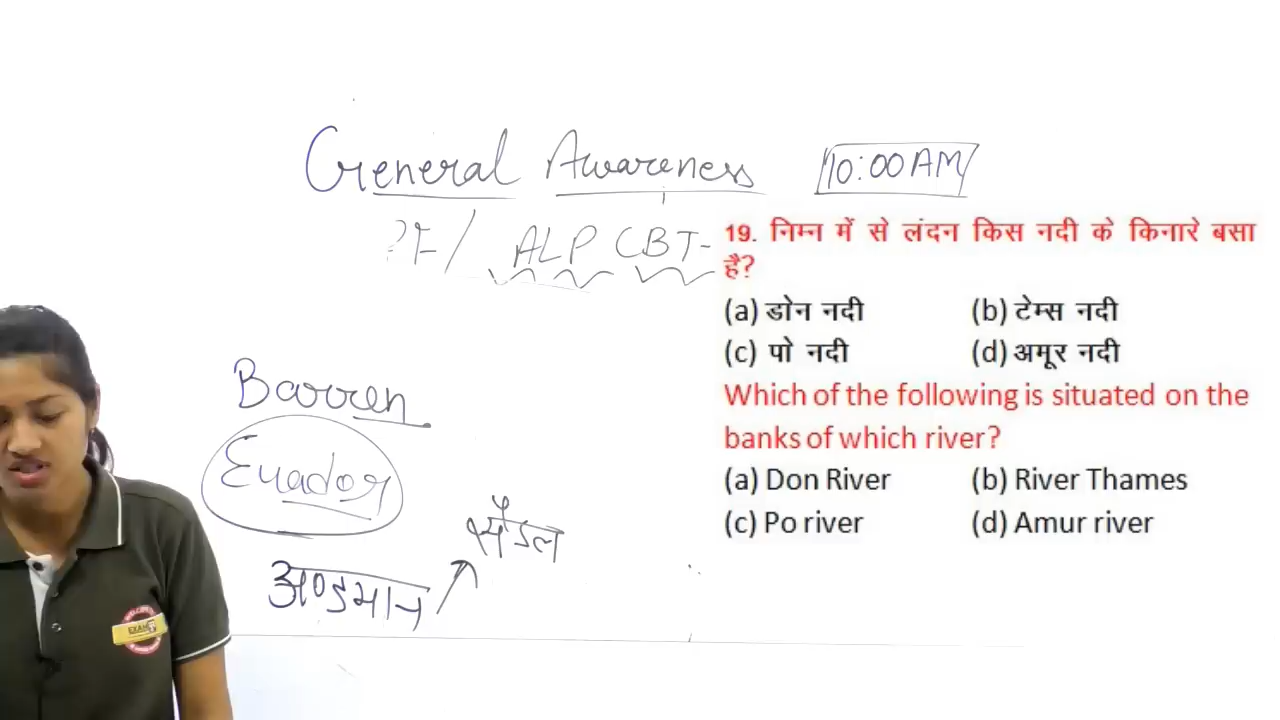 General Awareness 10:00AM
ALP CBT-
19. निम्न में से लंदन किस नदी के किनारे बसा
है?
(a) डोन नदी (b) टेम्स नदी
(c) पो नदी (d) अमूर नदी
Which of the following is situated on the
banks of which river?
(a) Don River (b) River Thames
(c) Po river (d) Amur river
Barren
Euador
अण्डमान